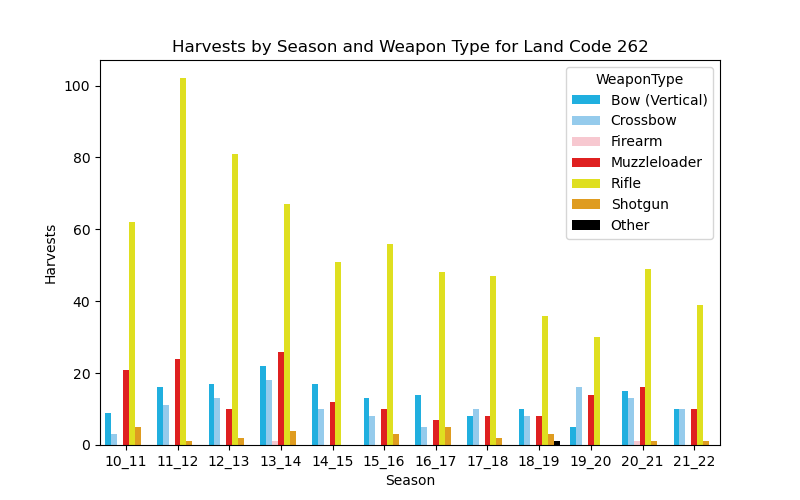 Harvests by Season and Weapon Type for Land Code 262
WeaponType
Bow (Vertical)
Crossbow
Firearm
Muzzleloader
Rifle
Shotgun
Other
Harvests
100
80
60
40
20
0
10_11 11_12 12_13 13_14 14_15 15_16 16_17 17_18 18_19 19_20 20_21 21_22
Season